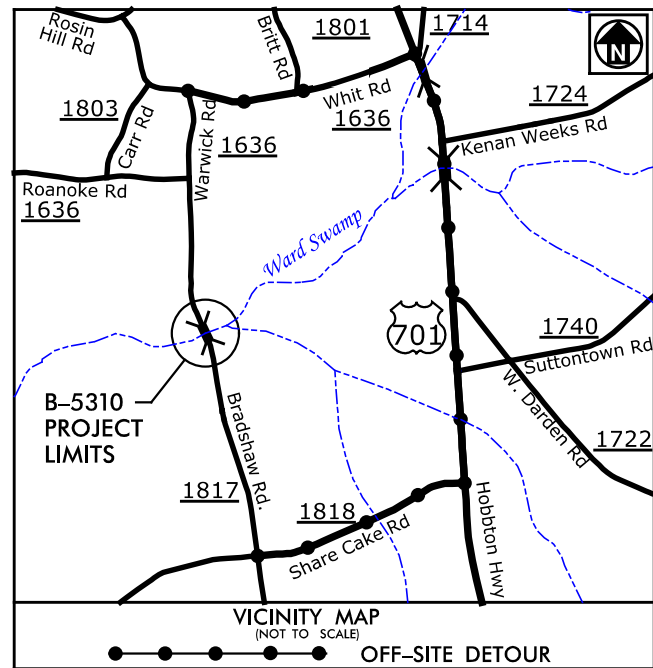 Rosin
Hill Rd
Britt Rd
1801
1714
N
1803
Carr Rd
Warwick Rd
Whit Rd
1636
1636
1724
Kenan Weeks Rd
Roanoke Rd
1636
Ward Swamp
701
1740
Suttontown Rd
W. Darden Rd
1722
B–5310
PROJECT
LIMITS
Bradshaw Rd.
1817
1818
Share Cake Rd
Hobbton Hwy
VICINITY MAP
(NOT TO SCALE)
OFF–SITE DETOUR